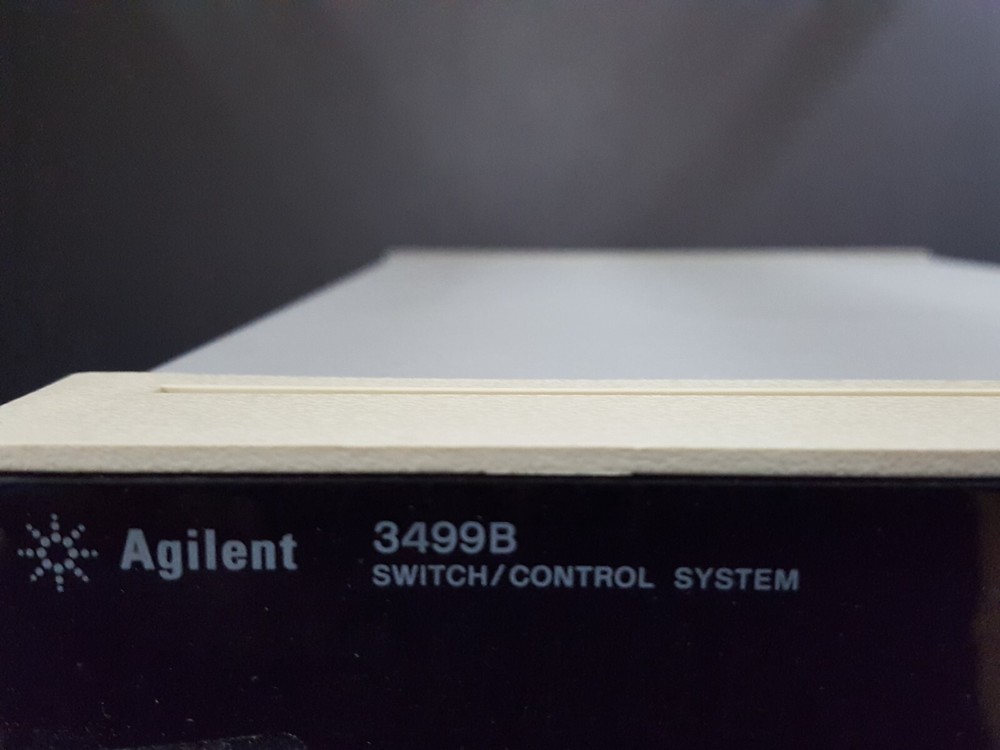 Agilent
3499B
SWITCH/CONTROL SYSTEM